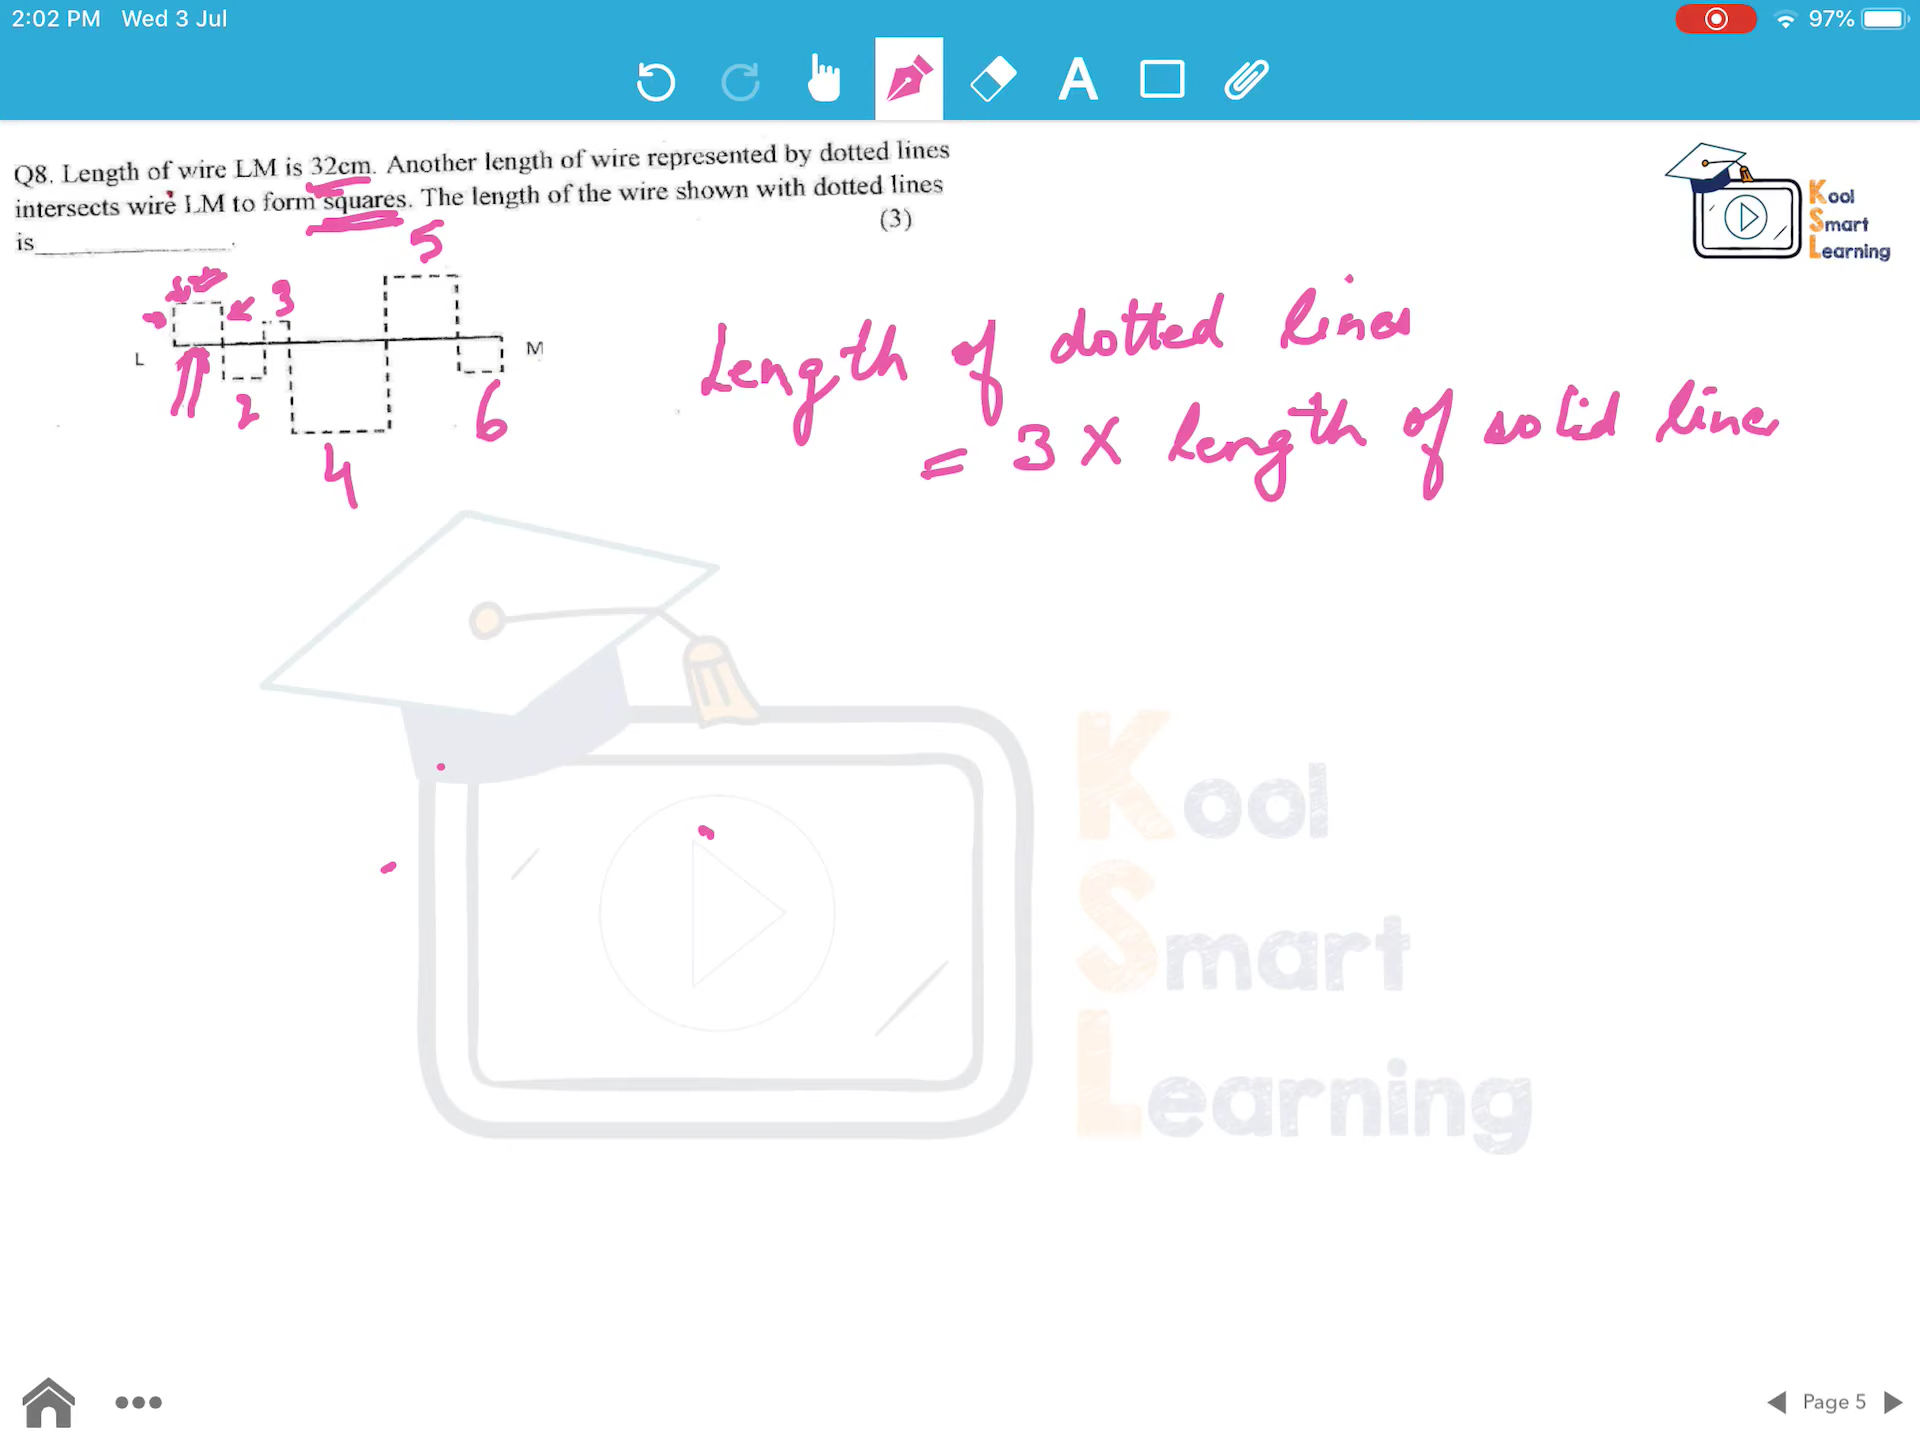 2:02 PM Wed 3 Jul
97%
A
Q8. Length of wire LM is 32cm. Another length of wire represented by dotted lines
intersects wire LM to form squares. The length of the wire shown with dotted lines
is________________.
(3)
Kool
Smart
Learning
5
3
L
M
2
6
4
Length of dotted lines
= 3 X length of solid lines
Kool
Smart
Learning
Page 5